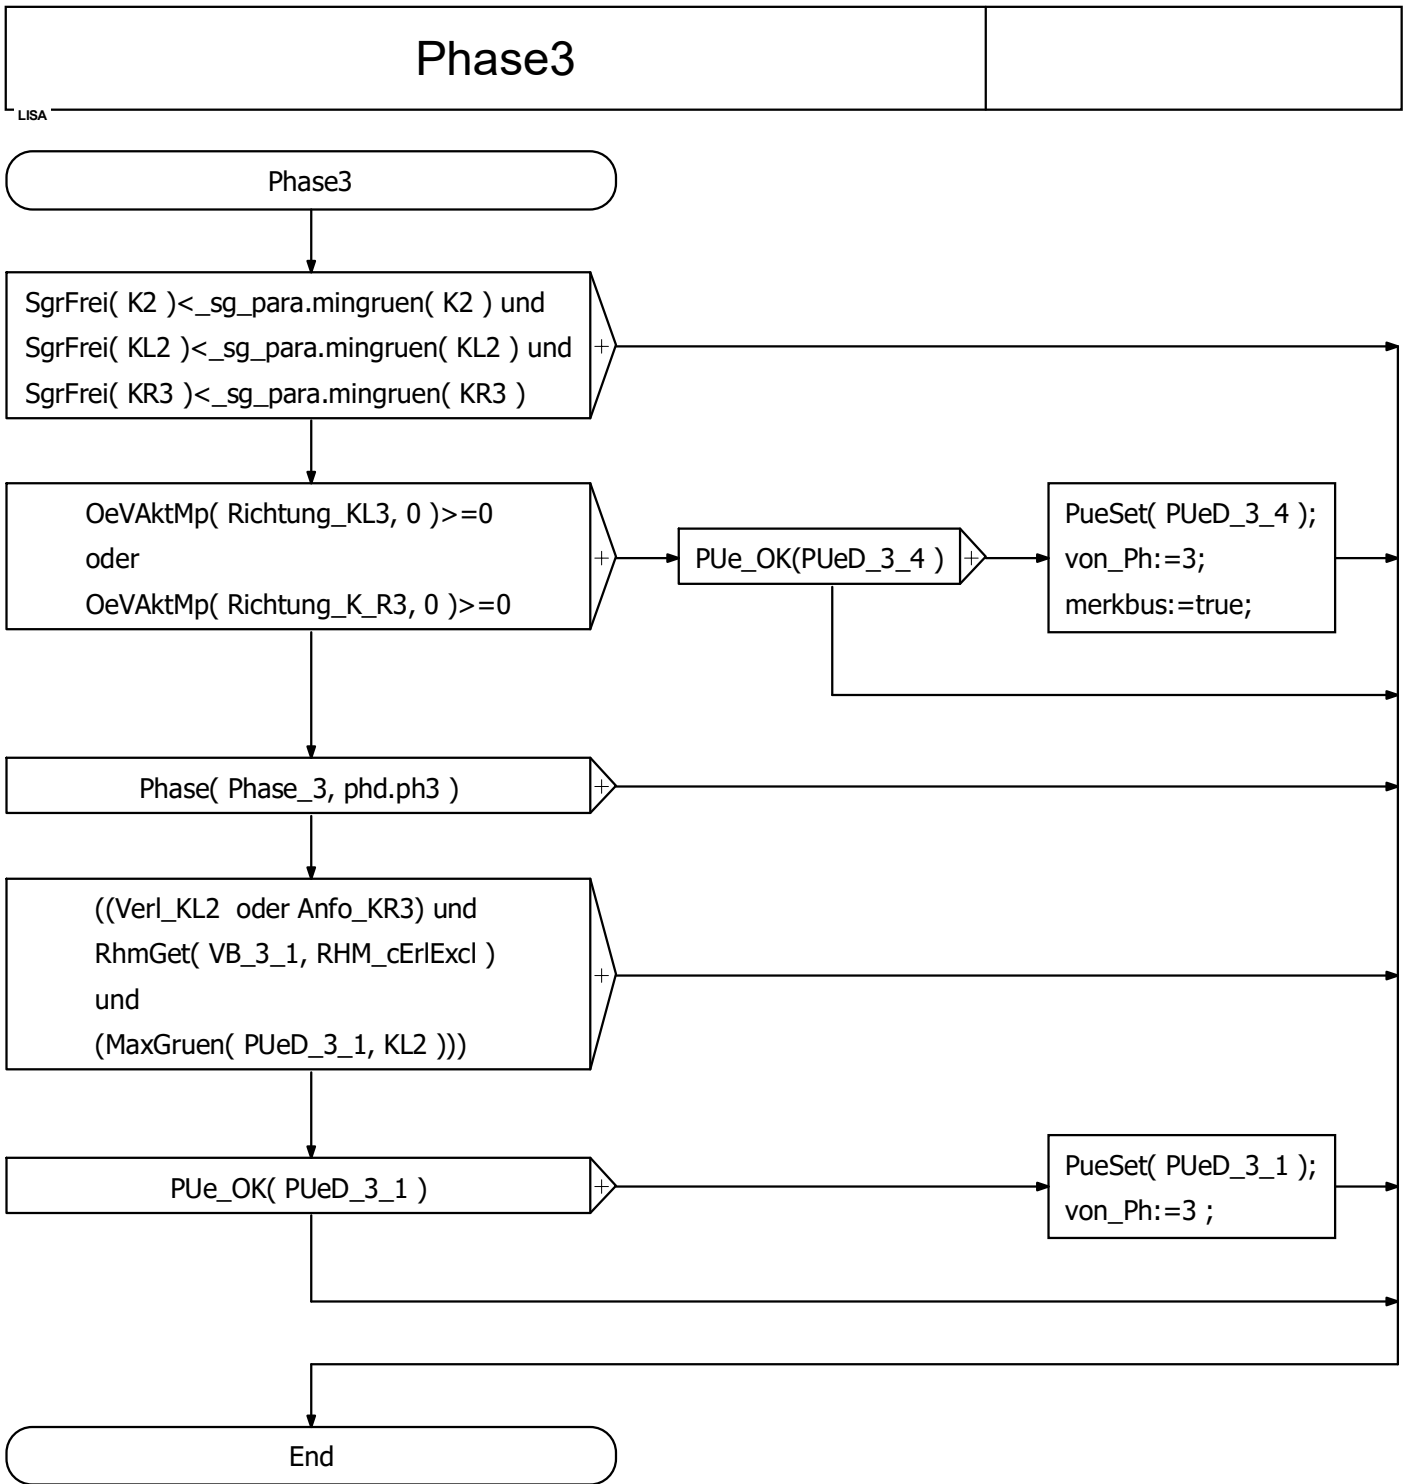 Phase3
LISA
Phase3
SgrFrei( K2 )<_sg_para.mingruen( K2 ) und
SgrFrei( KL2 )<_sg_para.mingruen( KL2 ) und
SgrFrei( KR3 )<_sg_para.mingruen( KR3 )
+
OeVAktMp( Richtung_KL3, 0 )>=0
oder
OeVAktMp( Richtung_K_R3, 0 )>=0
+
PUe_OK(PUeD_3_4 )
+
PueSet( PUeD_3_4 );
von_Ph:=3;
merkbus:=true;
Phase( Phase_3, phd.ph3 )
+
((Verl_KL2  oder Anfo_KR3) und
RhmGet( VB_3_1, RHM_cErlExcl )
und
(MaxGruen( PUeD_3_1, KL2 )))
+
PUe_OK( PUeD_3_1 )
+
PueSet( PUeD_3_1 );
von_Ph:=3 ;
End